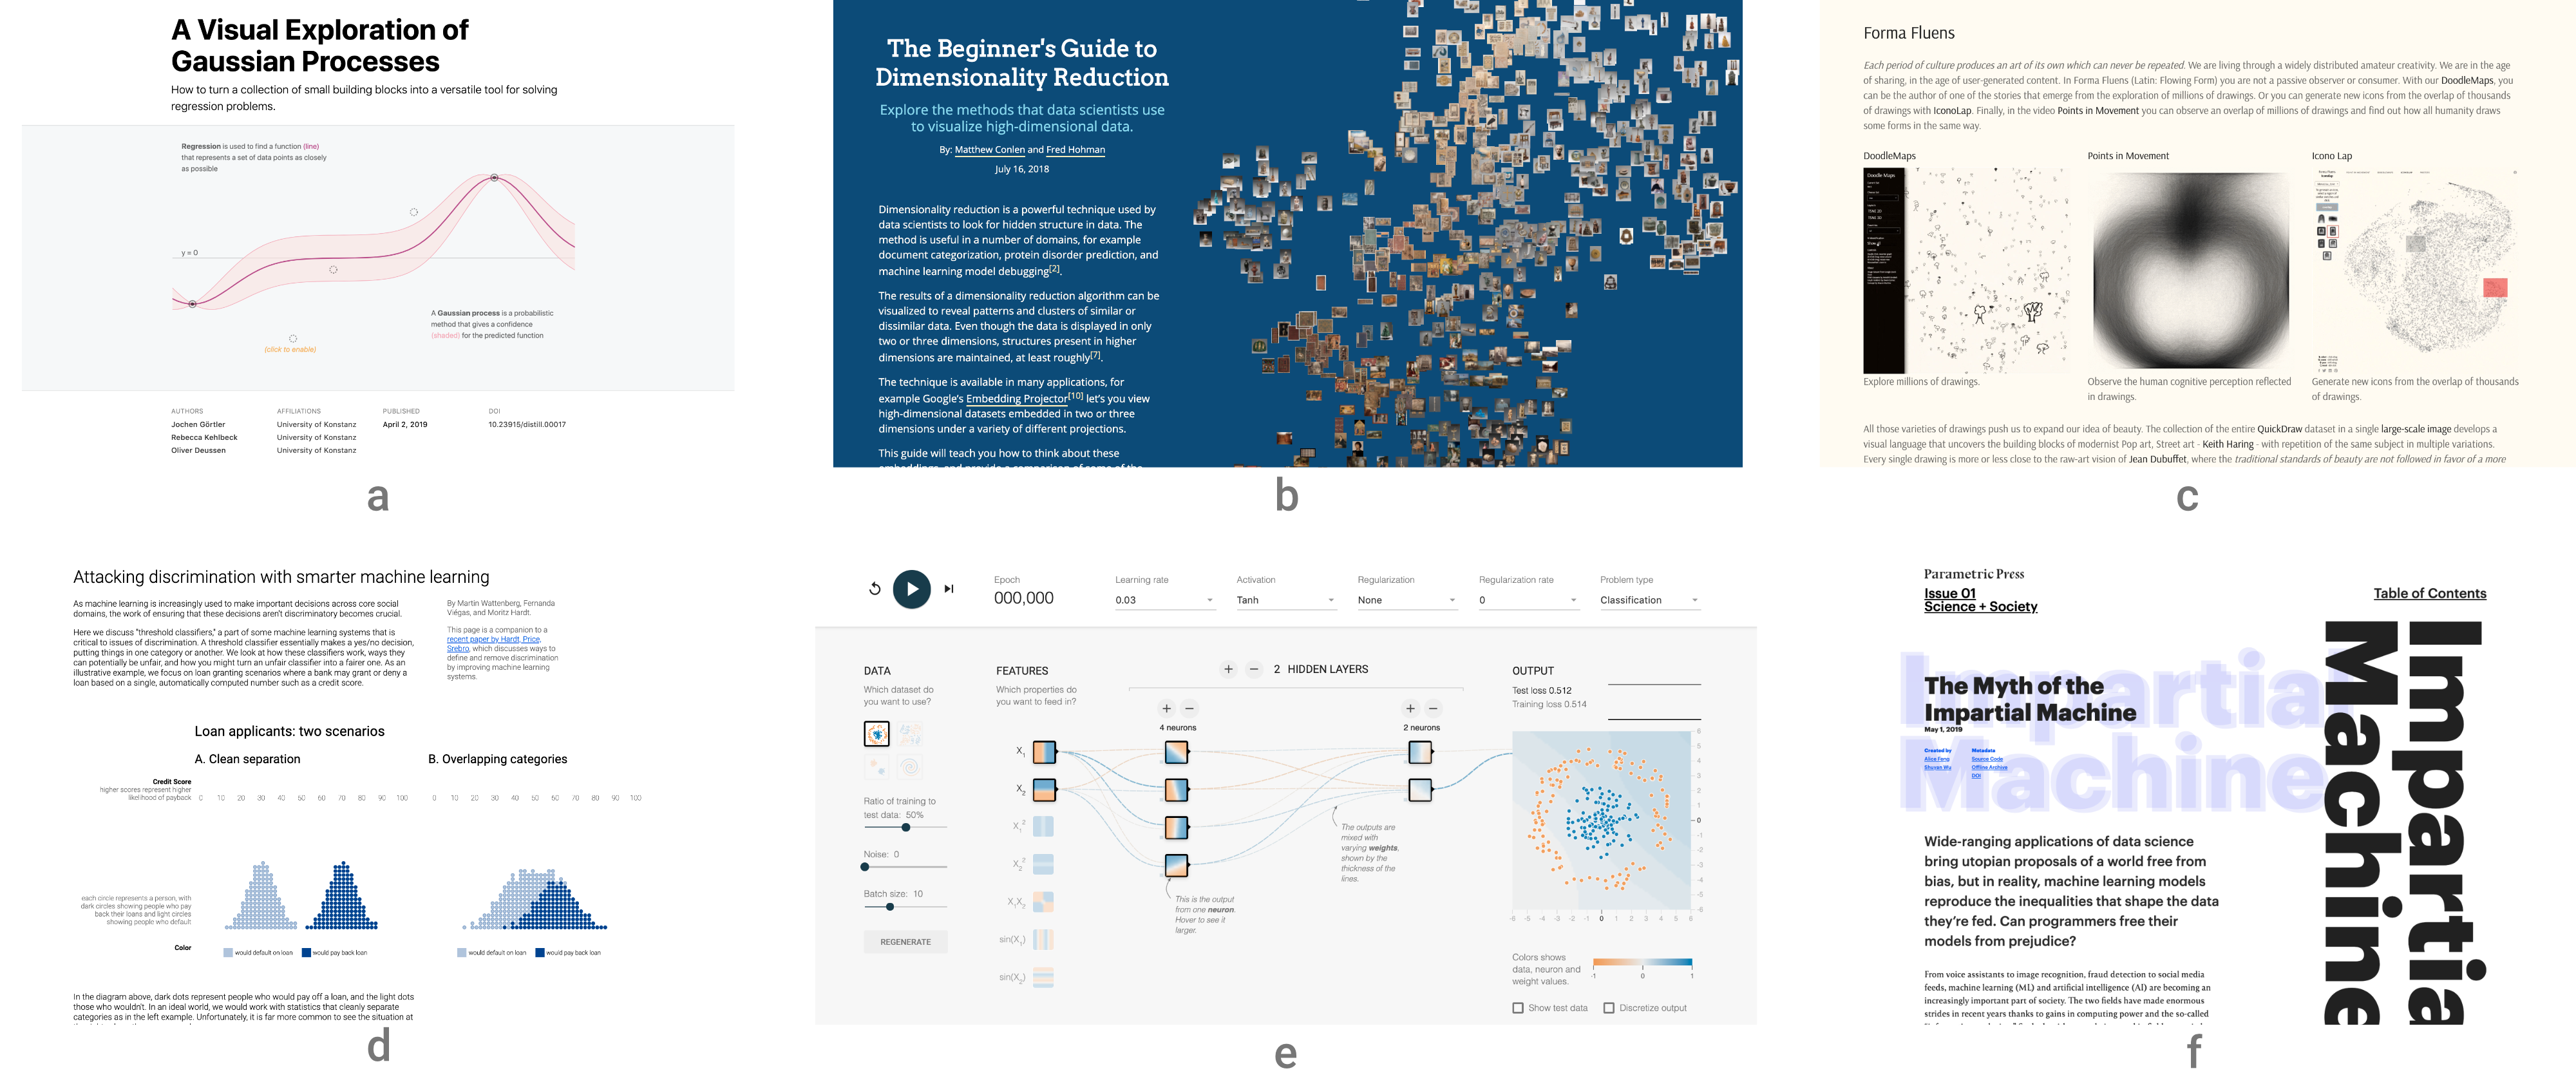 A Visual Exploration of
Gaussian Processes
How to turn a collection of small building blocks into a versatile tool for solving
regression problems.
Regression is used to find a function (line)
that represents a set of data points as closely
as possible
y = 0
A Gaussian process is a probabilistic
method that gives a confidence
(shaded) for the predicted function
(click to enable)
AUTHORS AFFILIATIONS PUBLISHED DOI
Jochen Görtler University of Konstanz April 2, 2019 10.23915/distill.00017
Rebecca Kehlbeck University of Konstanz
Oliver Deussen University of Konstanz
a
The Beginner's Guide to
Dimensionality Reduction
Explore the methods that data scientists use
to visualize high-dimensional data.
By: Matthew Conlen and Fred Hohman
July 16, 2018
Dimensionality reduction is a powerful technique used by
data scientists to look for hidden structure in data. The
method is useful in a number of domains, for example
document categorization, protein disorder prediction, and
machine learning model debugging[2].
The results of a dimensionality reduction algorithm can be
visualized to reveal patterns and clusters of similar or
dissimilar data. Even though the data is displayed in only
two or three dimensions, structures present in higher
dimensions are maintained, at least roughly[7].
The technique is available in many applications, for
example Google's Embedding Projector[10] let's you view
high-dimensional datasets embedded in two or three
dimensions under a variety of different projections.
This guide will teach you how to think about these
b
Forma Fluens
Each period of culture produces an art of its own which can never be repeated. We are living through a widely distributed amateur creativity. We are in the age
of sharing, in the age of user-generated content. In Forma Fluens (Latin: Flowing Form) you are not a passive observer or consumer. With our DoodleMaps, you
can be the author of one of the stories that emerge from the exploration of millions of drawings. Or you can generate new icons from the overlap of thousands
of drawings with IconoLap. Finally, in the video Points in Movement you can observe an overlap of millions of drawings and find out how all humanity draws
some forms in the same way.
DoodleMaps Points in Movement Icono Lap
Doodle Maps
Explore millions of drawings.
Observe the human cognitive perception reflected
in drawings.
Generate new icons from the overlap of thousands
of drawings.
All those varieties of drawings push us to expand our idea of beauty. The collection of the entire QuickDraw dataset in a single large-scale image develops a
visual language that uncovers the building blocks of modernist Pop art, Street art - Keith Haring - with repetition of the same subject in multiple variations.
Every single drawing is more or less close to the raw-art vision of Jean Dubuffet, where the traditional standards of beauty are not followed in favor of a more
c
Attacking discrimination with smarter machine learning
As machine learning is increasingly used to make important decisions across core social
domains, the work of ensuring that these decisions aren't discriminatory becomes crucial.
Here we discuss "threshold classifiers," a part of some machine learning systems that is
critical to issues of discrimination. A threshold classifier essentially makes a yes/no decision,
putting things in one category or another. We look at how these classifiers work, ways they
can potentially be unfair, and how you might turn an unfair classifier into a fairer one. As an
illustrative example, we focus on loan granting scenarios where a bank may grant or deny a
loan based on a single, automatically computed number such as a credit score.
By Martin Wattenberg, Fernanda
Viégas, and Moritz Hardt.
This page is a companion to a
recent paper by Hardt, Price,
Srebro, which discusses ways to
define and remove discrimination
by improving machine learning
systems.
Loan applicants: two scenarios
A. Clean separation B. Overlapping categories
Credit Score
higher scores represent higher
likelihood of payback
0 10 20 30 40 50 60 70 80 90 100 0 10 20 30 40 50 60 70 80 90 100
each circle represents a person, with
dark circles showing people who pay
back their loans and light circles
showing people who default
Color
would default on loan would pay back loan would default on loan would pay back loan
In the diagram above, dark dots represent people who would pay off a loan, and the light dots
those who wouldn't. In an ideal world, we would work with statistics that cleanly separate
categories as in the left example. Unfortunately, it is far more common to see the situation at
d
Epoch Learning rate Activation Regularization Regularization rate Problem type
000,000 0.03 Tanh None 0 Classification
DATA
Which dataset do
you want to use?
Ratio of training to
test data: 50%
Noise: 0
Batch size: 10
REGENERATE
FEATURES
Which properties do
you want to feed in?
X1
X2
X1²
X2²
X1X2
sin(X1)
sin(X2)
+ − 2 HIDDEN LAYERS
+ − + −
4 neurons 2 neurons
The outputs are
mixed with
varying weights,
shown by the
thickness of the
lines.
This is the output
from one neuron.
Hover to see it
larger.
OUTPUT
Test loss 0.512
Training loss 0.514
6
5
4
3
2
1
0
-1
-2
-3
-4
-5
-6
-6 -5 -4 -3 -2 -1 0 1 2 3 4 5 6
Colors shows
data, neuron and
weight values.
-1 0 1
Show test data Discretize output
e
Parametric Press
Issue 01
Science + Society
Table of Contents
Impartial
Machine
The Myth of the
Impartial Machine
May 1, 2019
Created by Metadata
Alice Feng Source Code
Shuyan Wu Offline Archive
DOI
Impartia
Machine
Wide-ranging applications of data science
bring utopian proposals of a world free from
bias, but in reality, machine learning models
reproduce the inequalities that shape the data
they're fed. Can programmers free their
models from prejudice?
From voice assistants to image recognition, fraud detection to social media
feeds, machine learning (ML) and artificial intelligence (AI) are becoming an
increasingly important part of society. The two fields have made enormous
strides in recent years thanks to gains in computing power and the so-called
f